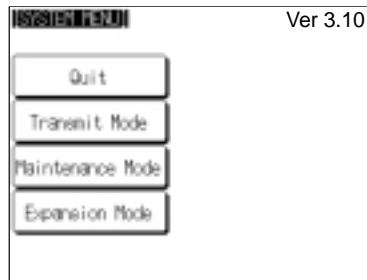 [SYSTEM MENU] Ver 3.10
Quit
Transmit Mode
Maintenance Mode
Expansion Mode